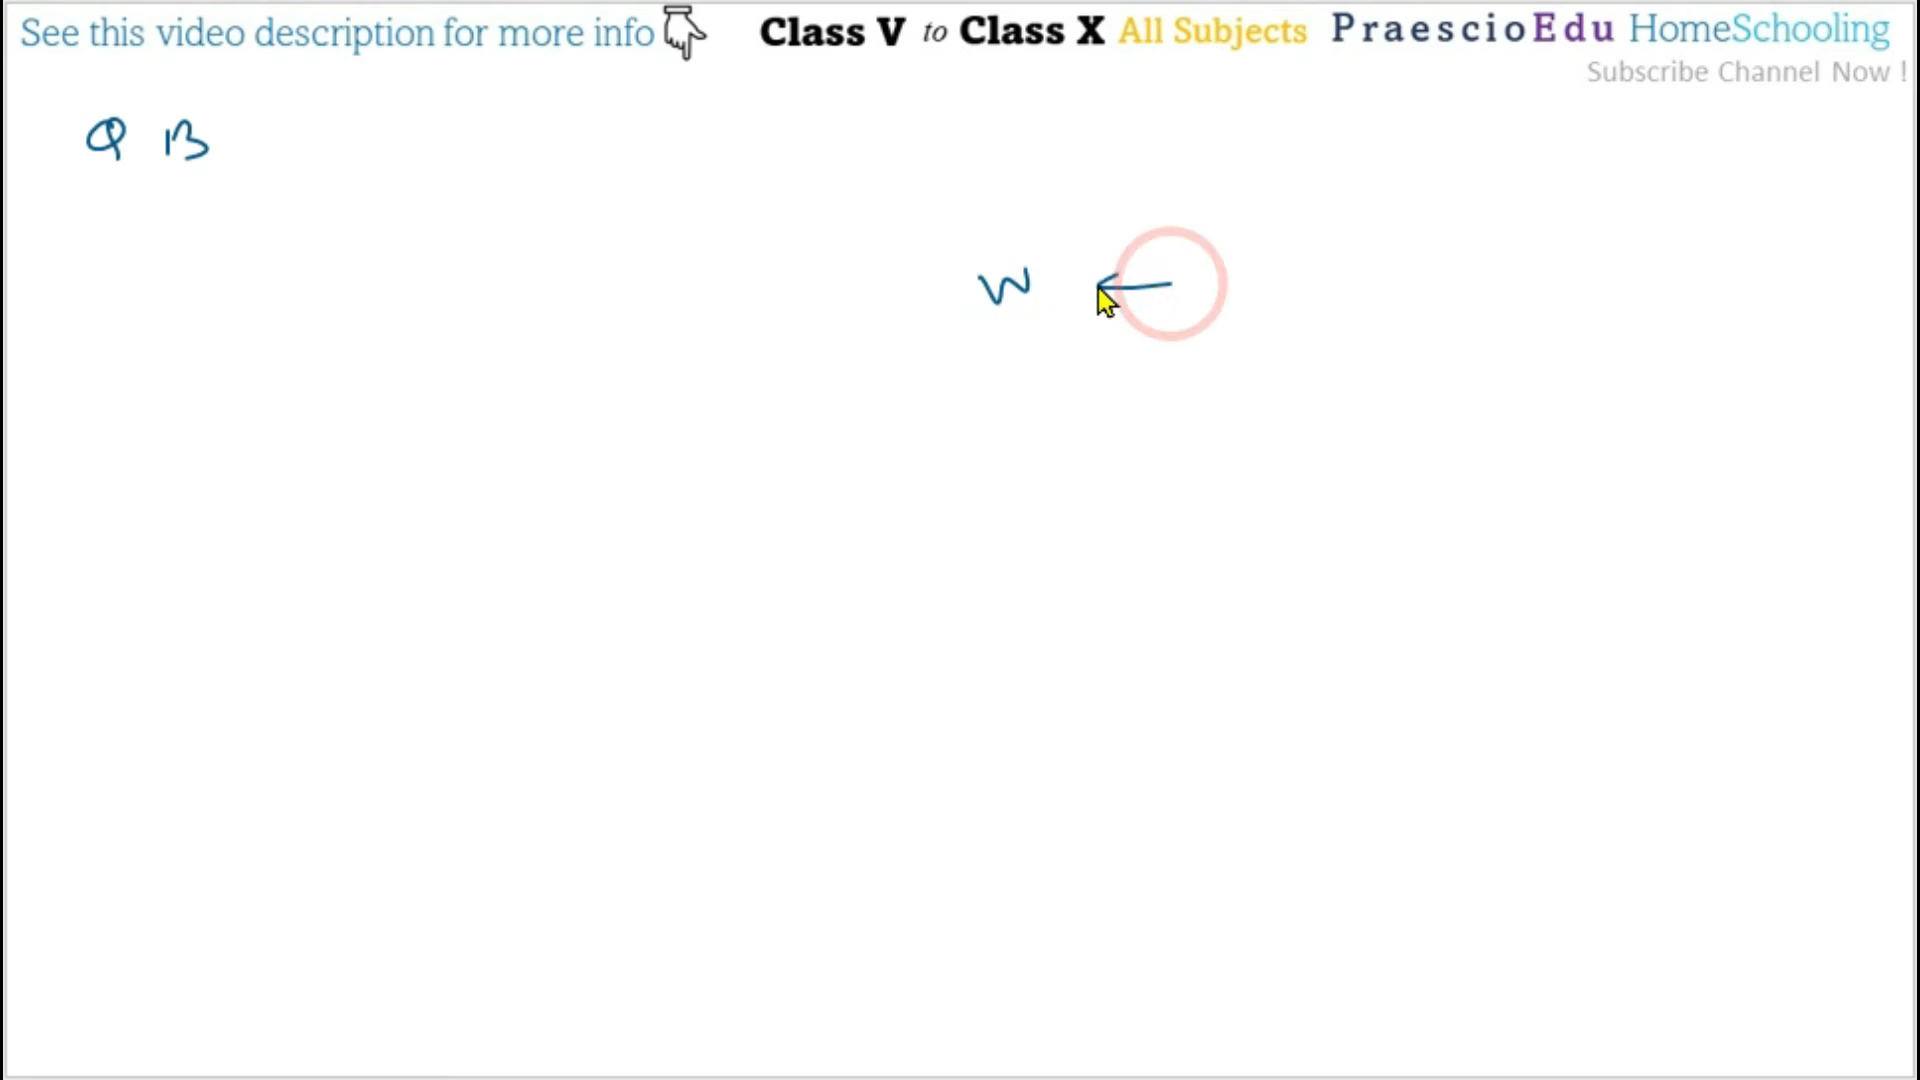 See this video description for more info Class V to Class X All Subjects PraescioEdu HomeSchooling
Subscribe Channel Now !
Q 13
W ←